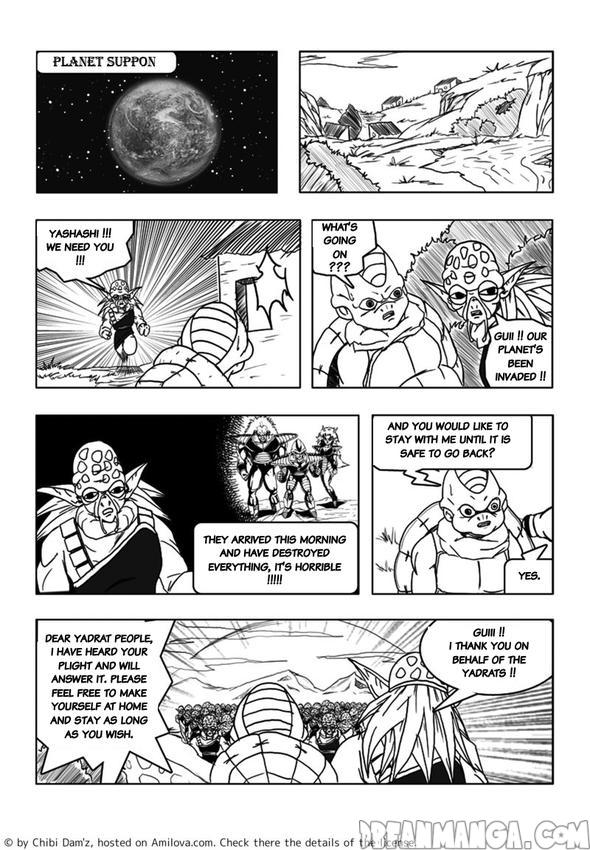 PLANET SUPPON
YASHASHI !!!
WE NEED YOU
!!!
WHAT'S
GOING
ON
???
GUII !! OUR
PLANET'S
BEEN
INVADED !!
THEY ARRIVED THIS MORNING
AND HAVE DESTROYED
EVERYTHING, IT'S HORRIBLE
!!!!!
AND YOU WOULD LIKE TO
STAY WITH ME UNTIL IT IS
SAFE TO GO BACK?
YES.
DEAR YADRAT PEOPLE,
I HAVE HEARD YOUR
PLIGHT AND WILL
ANSWER IT. PLEASE
FEEL FREE TO MAKE
YOURSELF AT HOME
AND STAY AS LONG
AS YOU WISH.
GUIII !!
I THANK YOU ON
BEHALF OF THE
YADRATS !!
DREAMMANGA.COM
© by Chibi Dam'z, hosted on Amilova.com. Check there the details of the license.